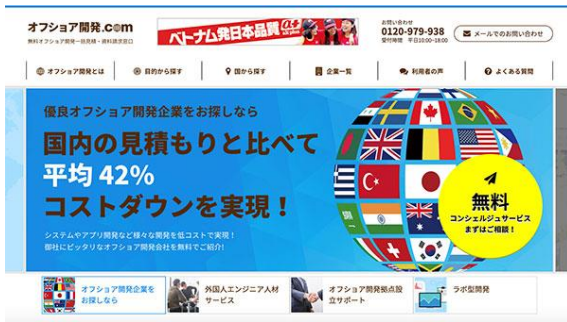 オフショア開発.com
無料オフショア開発一括見積・資料請求窓口
ベトナム発日本品質
お問い合わせ
0120-979-938
受付時間 平日10:00-18:00
メールでのお問い合わせ
オフショア開発とは
目的から探す
国から探す
企業一覧
利用者の声
よくある質問
優良オフショア開発企業をお探しなら
国内の見積もりと比べて
平均 42%
コストダウンを実現！
システムやアプリ開発など様々な開発を低コストで実現！
御社にピッタリなオフショア開発会社を無料でご紹介!
無料
コンシェルジュサービス
まずはご相談！
オフショア開発企業を
お探しなら
外国人エンジニア人材
サービス
オフショア開発拠点設
立サポート
ラボ型開発